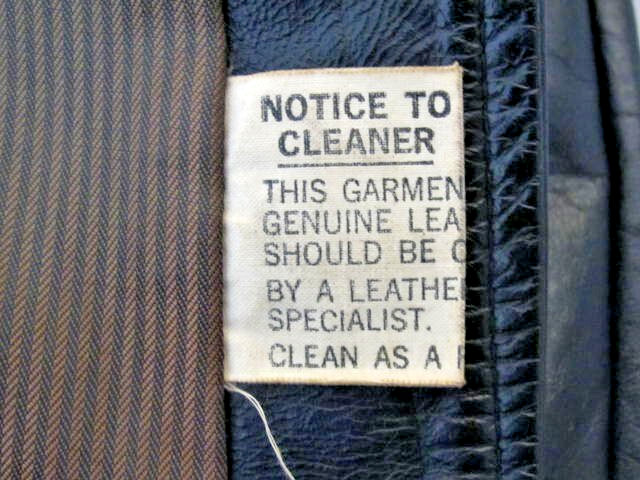 NOTICE TO
CLEANER
THIS GARMEN
GENUINE LEA
SHOULD BE C
BY A LEATHE
SPECIALIST.
CLEAN AS A